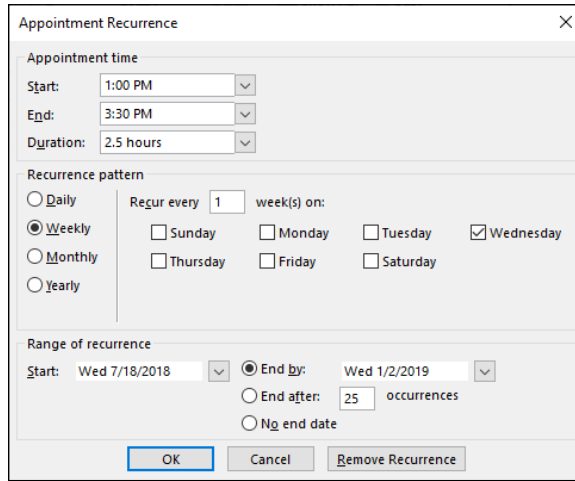 Appointment Recurrence
Appointment time
Start: 1:00 PM
End: 3:30 PM
Duration: 2.5 hours
Recurrence pattern
Daily Recur every 1 week(s) on:
Weekly Sunday Monday Tuesday Wednesday
Monthly Thursday Friday Saturday
Yearly
Range of recurrence
Start: Wed 7/18/2018 End by: Wed 1/2/2019
End after: 25 occurrences
No end date
OK Cancel Remove Recurrence